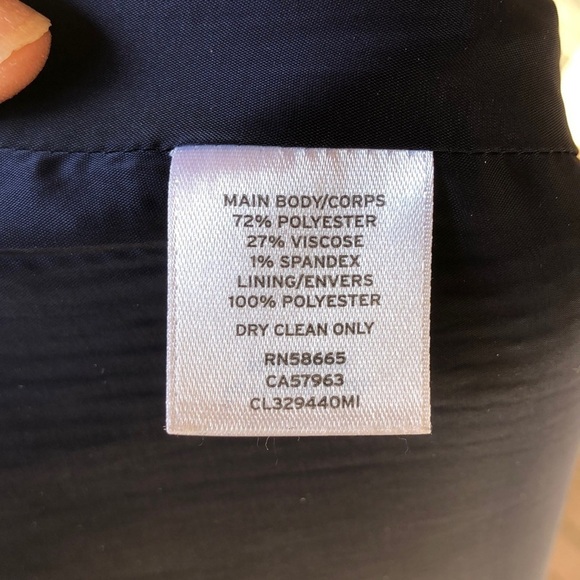 MAIN BODY/CORPS
72% POLYESTER
27% VISCOSE
1% SPANDEX
LINING/ENVERS
100% POLYESTER
DRY CLEAN ONLY
RN58665
CA57963
CL329440MI